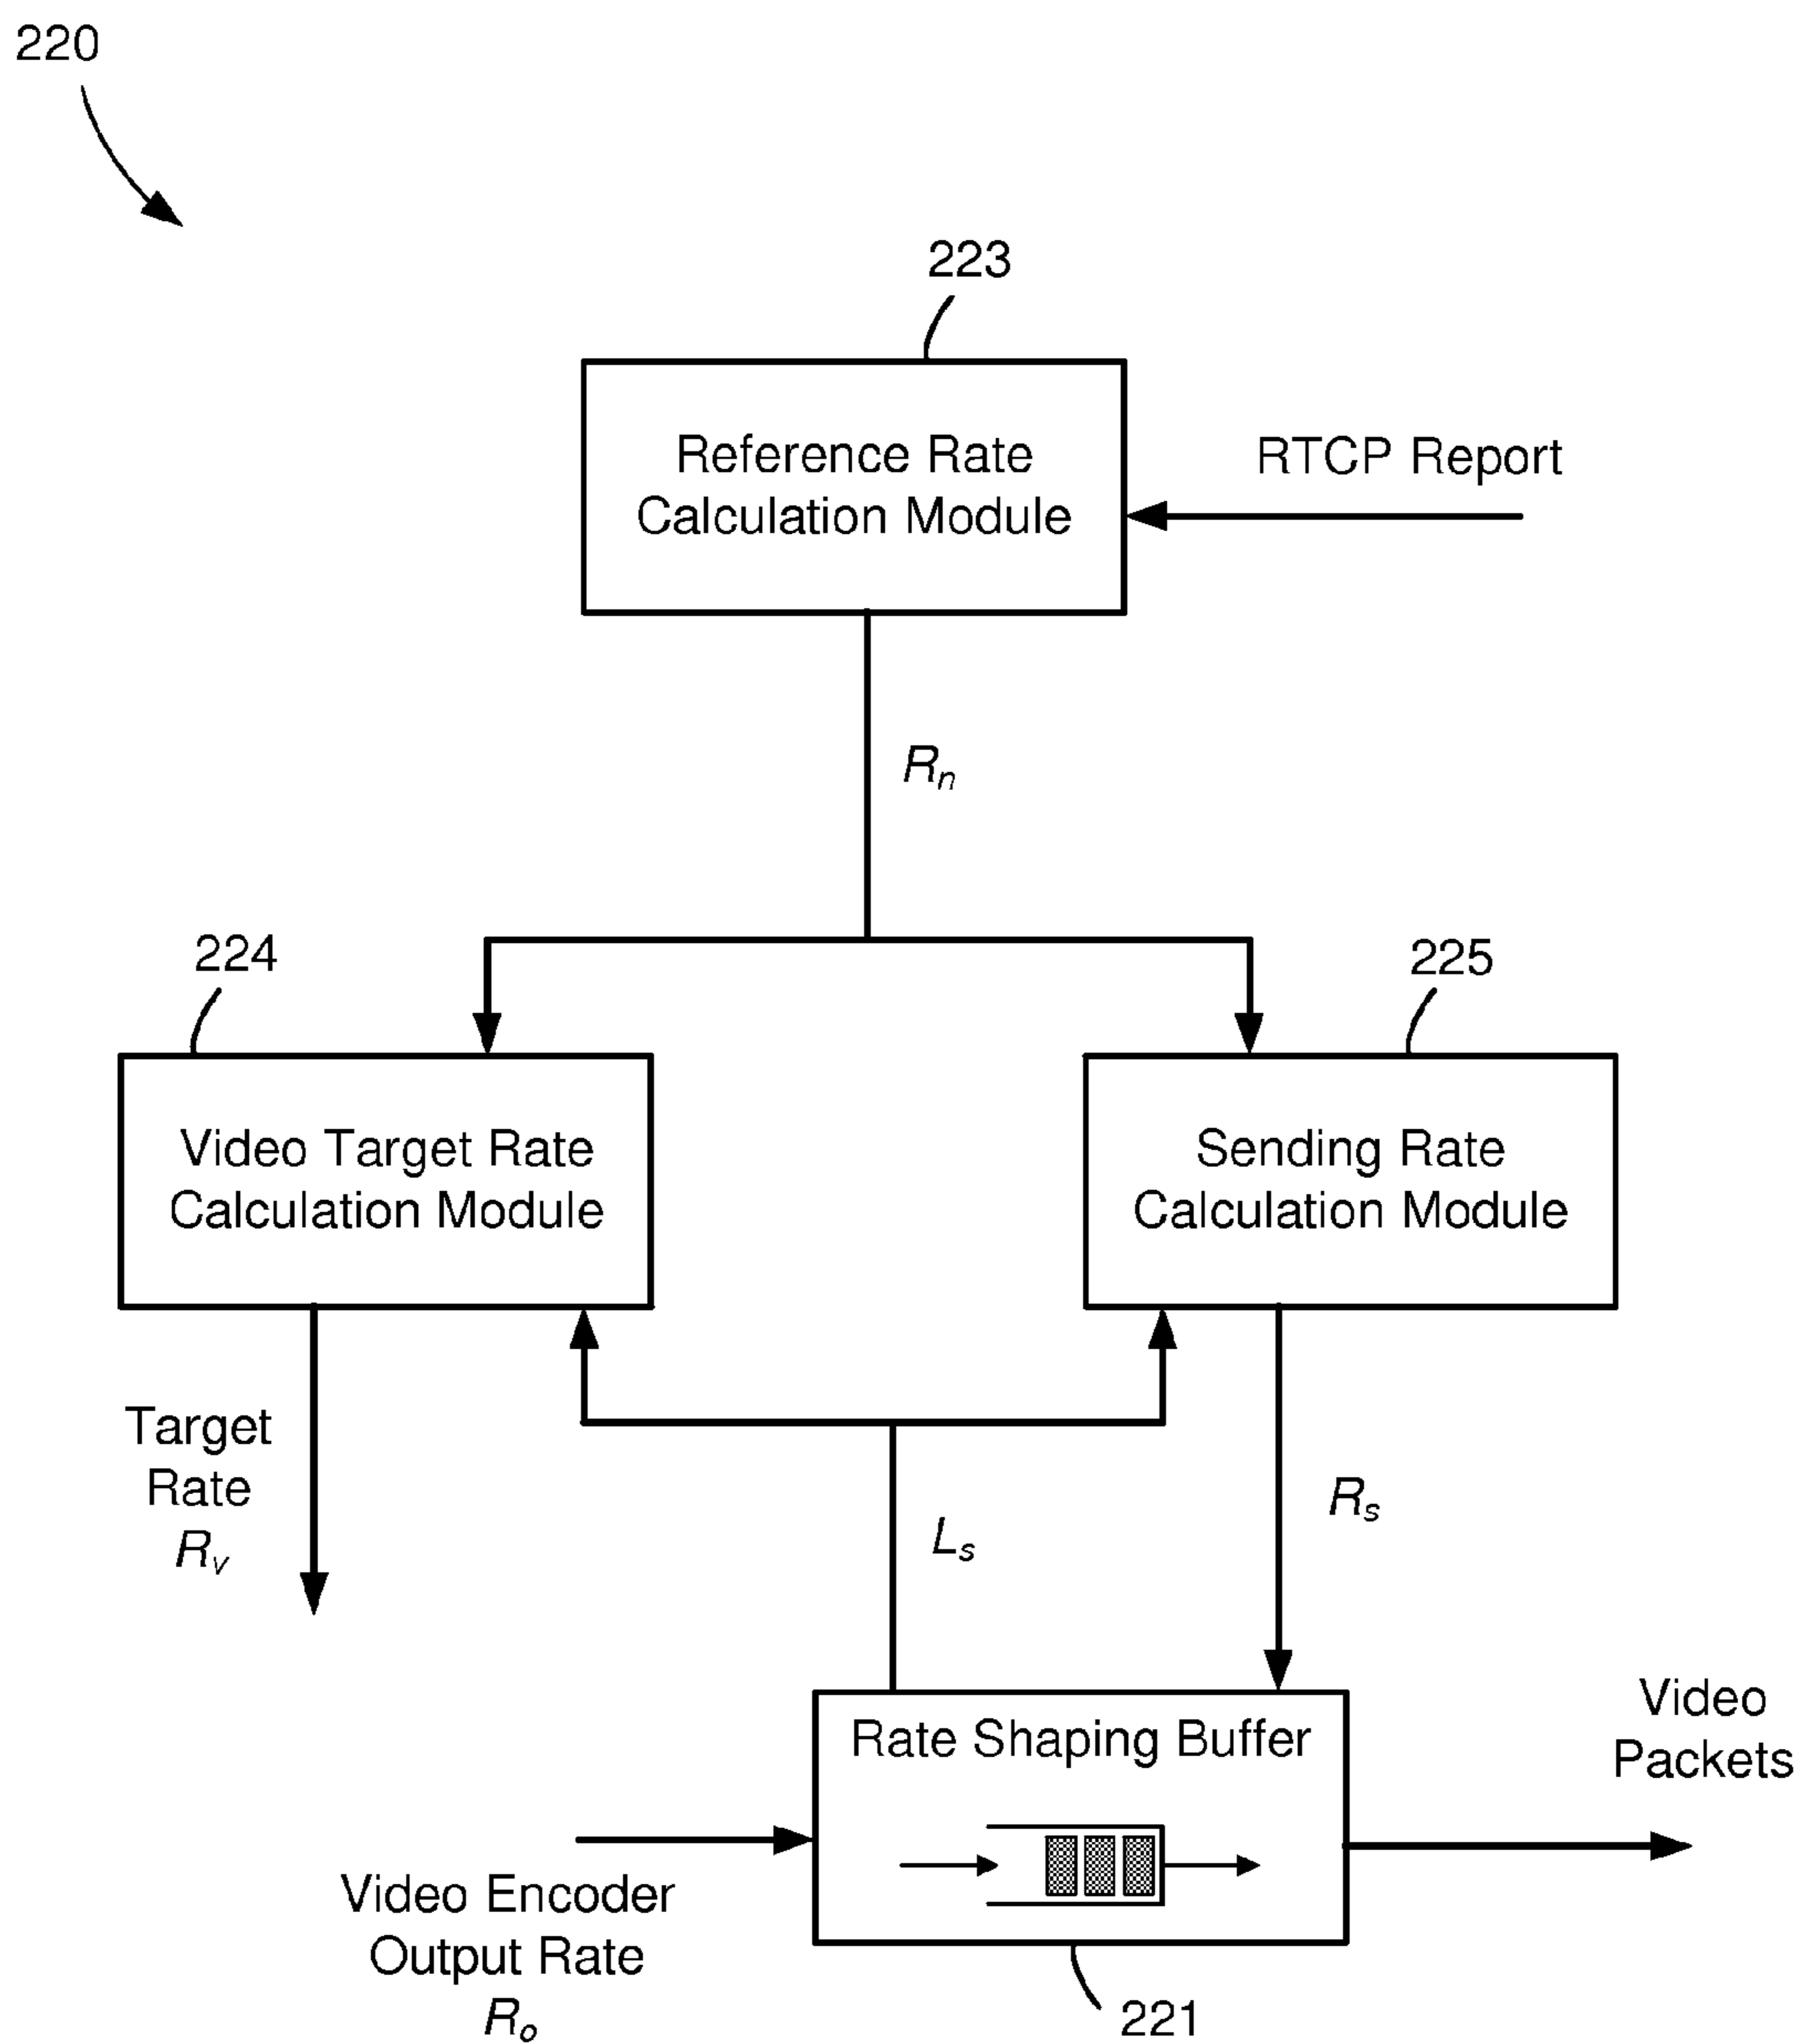 220
223
Reference Rate
Calculation Module
RTCP Report
Rn
224
225
Video Target Rate
Calculation Module
Sending Rate
Calculation Module
Target
Rate
Rv
Ls
Rs
Rate Shaping Buffer
Video
Packets
Video Encoder
Output Rate
Ro
221